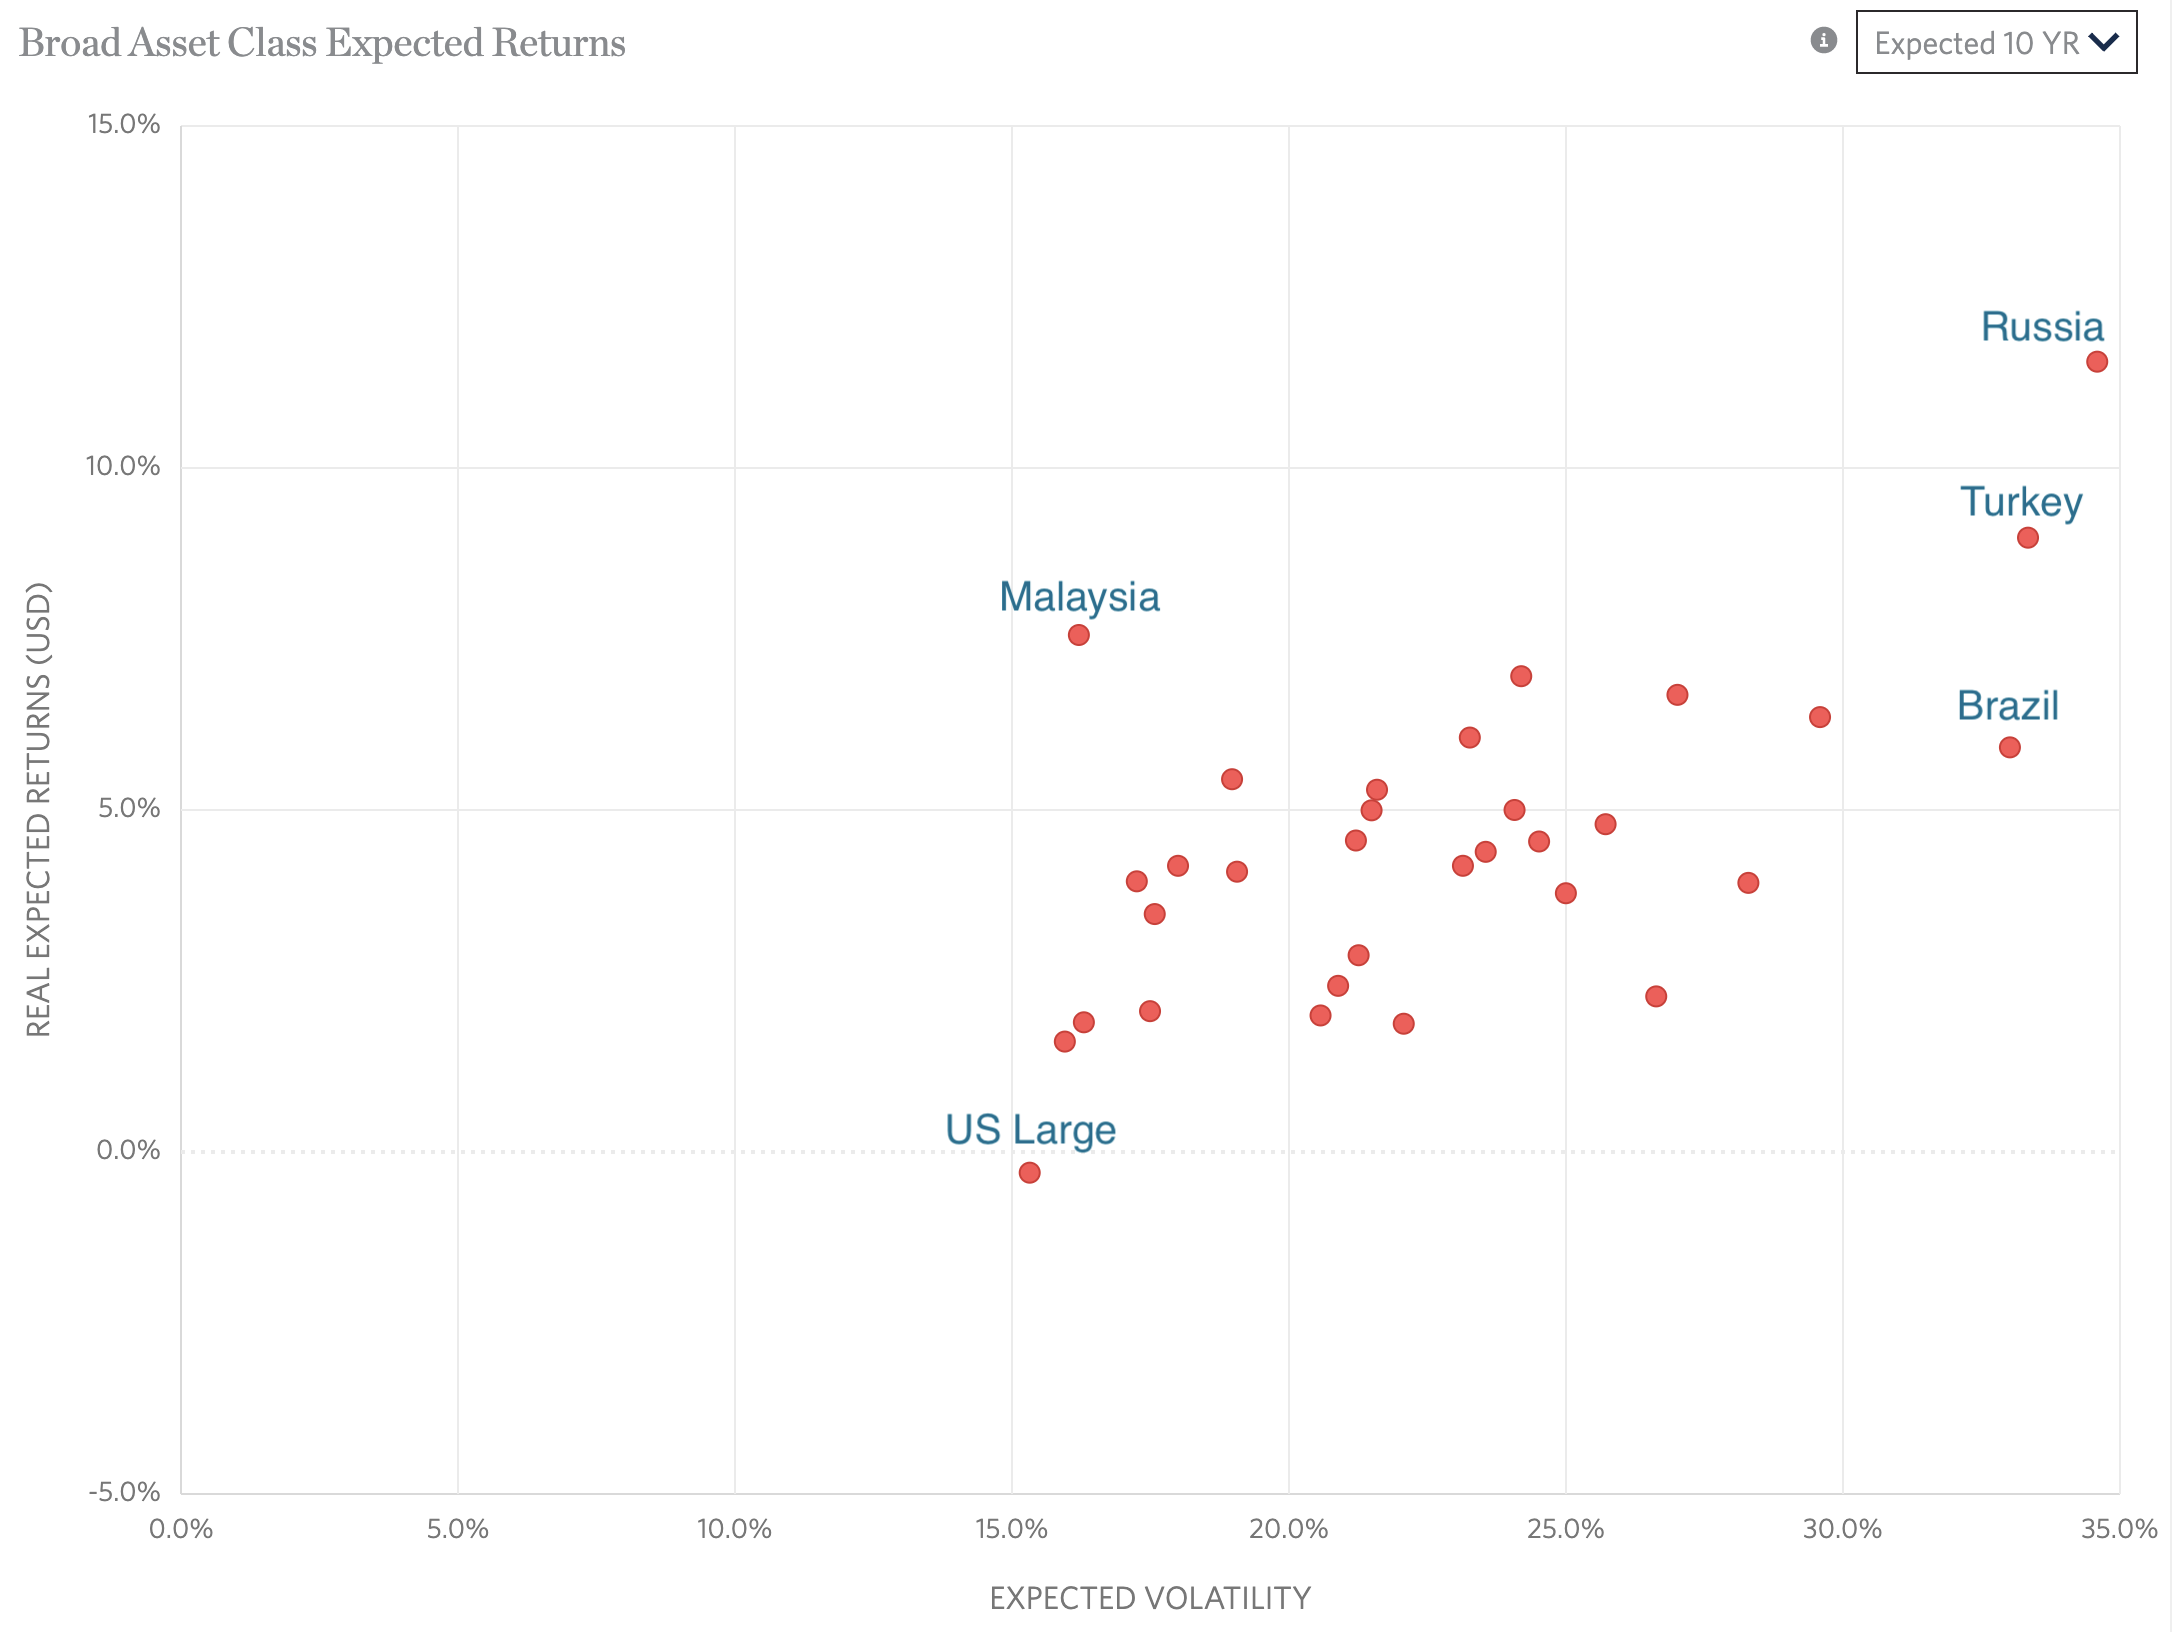 Broad Asset Class Expected Returns
Expected 10 YR
15.0%
Russia
10.0%
Turkey
Malaysia
Brazil
5.0%
REAL EXPECTED RETURNS (USD)
US Large
0.0%
-5.0%
0.0% 5.0% 10.0% 15.0% 20.0% 25.0% 30.0% 35.0%
EXPECTED VOLATILITY